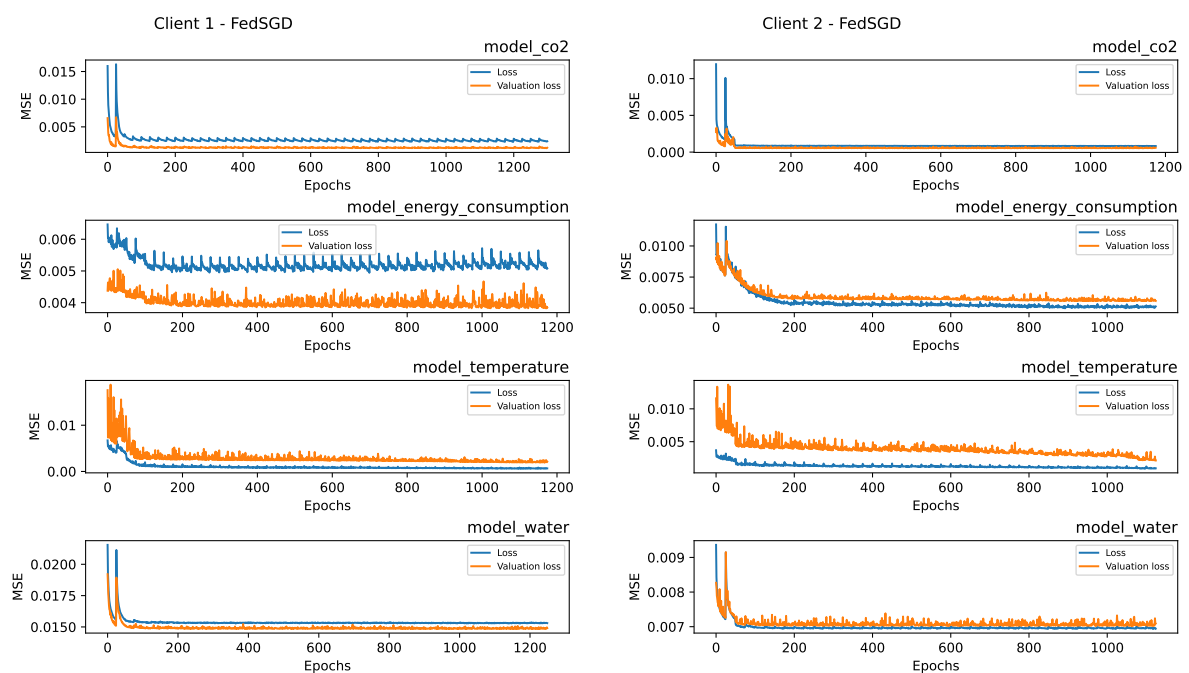 Client 1 - FedSGD
model_co2
0.015
0.010
0.005
MSE
Loss
Valuation loss
0 200 400 600 800 1000 1200
Epochs
model_energy_consumption
0.006
0.005
0.004
MSE
Loss
Valuation loss
0 200 400 600 800 1000 1200
Epochs
model_temperature
0.01
0.00
MSE
Loss
Valuation loss
0 200 400 600 800 1000 1200
Epochs
model_water
0.0200
0.0175
0.0150
MSE
Loss
Valuation loss
0 200 400 600 800 1000 1200
Epochs
Client 2 - FedSGD
model_co2
0.010
0.005
0.000
MSE
Loss
Valuation loss
0 200 400 600 800 1000 1200
Epochs
model_energy_consumption
0.0100
0.0075
0.0050
MSE
Loss
Valuation loss
0 200 400 600 800 1000
Epochs
model_temperature
0.010
0.005
MSE
Loss
Valuation loss
0 200 400 600 800 1000
Epochs
model_water
0.009
0.008
0.007
MSE
Loss
Valuation loss
0 200 400 600 800 1000
Epochs